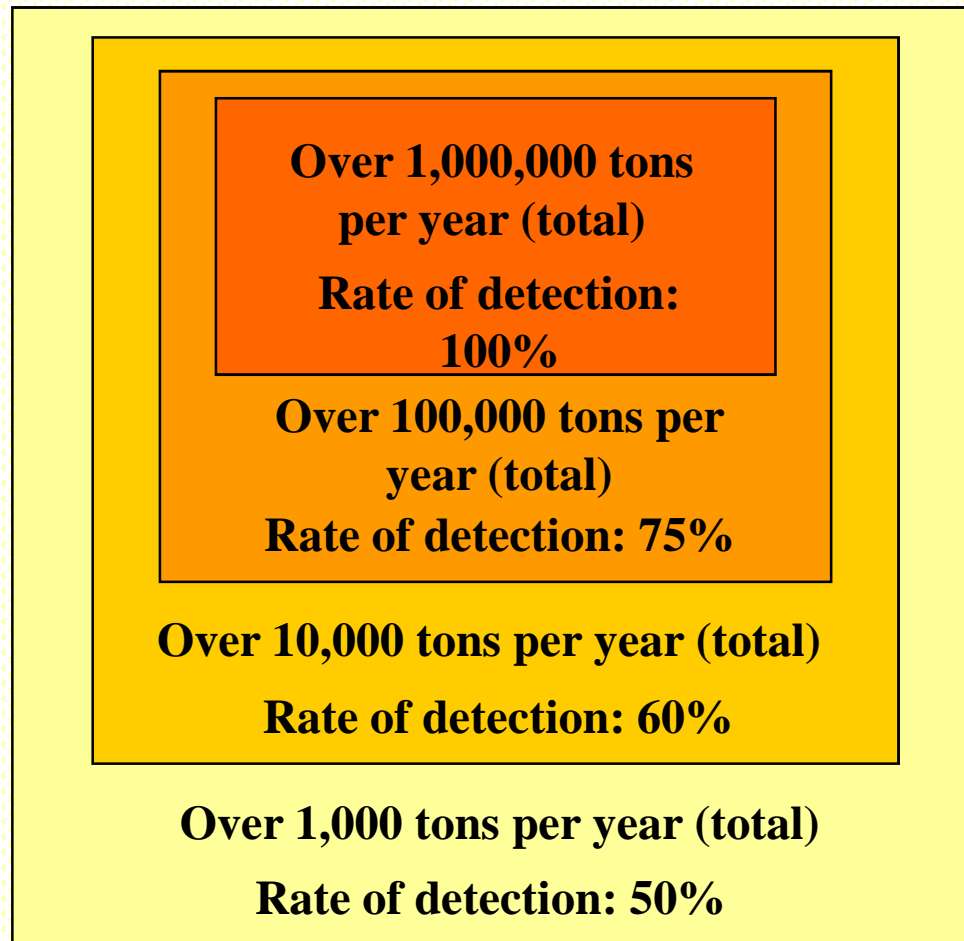 Over 1,000,000 tons
per year (total)
Rate of detection:
100%
Over 100,000 tons per
year (total)
Rate of detection: 75%
Over 10,000 tons per year (total)
Rate of detection: 60%
Over 1,000 tons per year (total)
Rate of detection: 50%